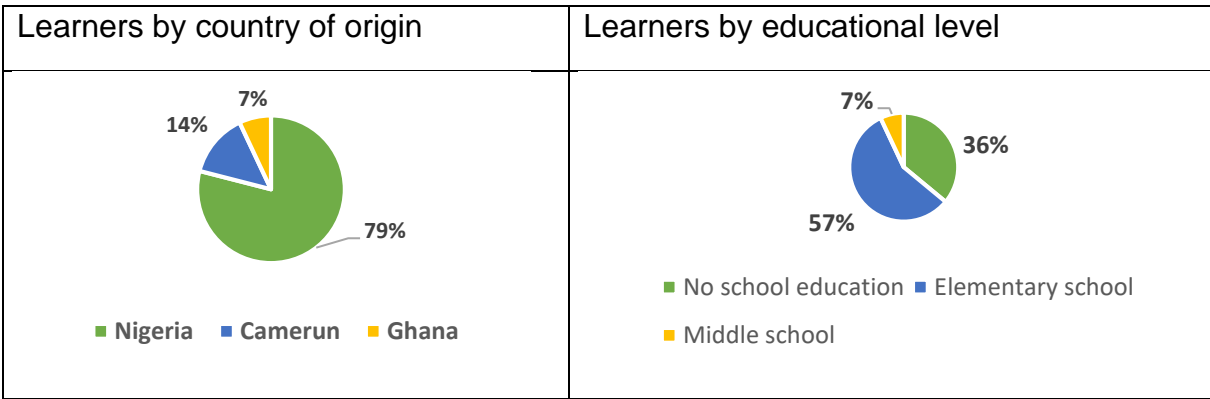 Learners by country of origin
Learners by educational level
7%
14%
79%
Nigeria Camerun Ghana
7%
36%
57%
No school education Elementary school
Middle school